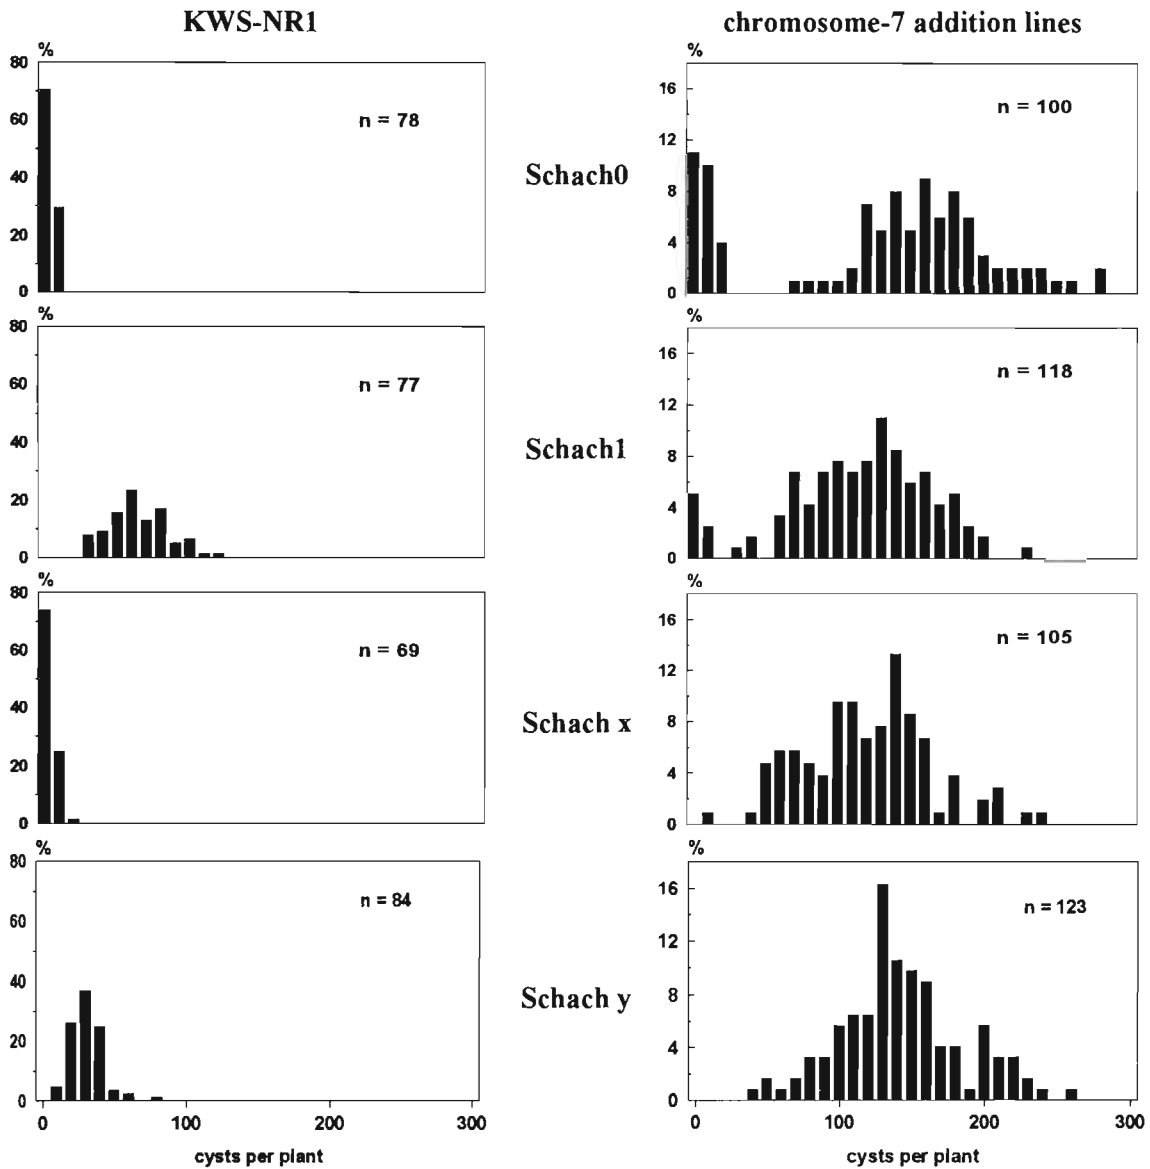 KWS-NR1
chromosome-7 addition lines
%
80
60
40
20
0
n = 78
Schach0
%
16
12
8
4
0
n = 100
%
80
60
40
20
0
n = 77
Schach1
%
16
12
8
4
0
n = 118
%
80
60
40
20
0
n = 69
Schach x
%
16
12
8
4
0
n = 105
%
80
60
40
20
0
n = 84
0 100 200 300
cysts per plant
Schach y
%
16
12
8
4
0
n = 123
0 100 200 300
cysts per plant